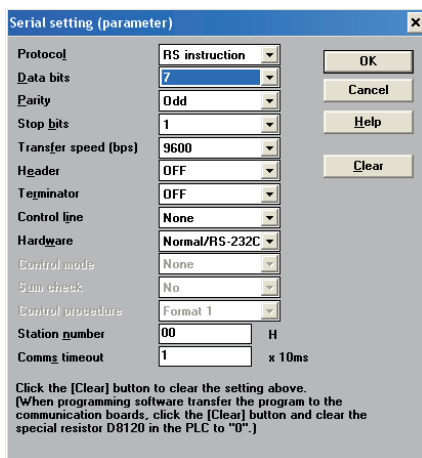 Serial setting (parameter)
Protocol RS instruction OK
Data bits 7 Cancel
Parity Odd
Stop bits 1 Help
Transfer speed (bps) 9600
Header OFF Clear
Terminator OFF
Control line None
Hardware Normal/RS-232C
Control mode None
Sum check No
Control procedure Format 1
Station number 00 H
Comms timeout 1 x 10ms
Click the [Clear] button to clear the setting above.
(When programming software transfer the program to the
communication boards, click the [Clear] button and clear the
special resistor D8120 in the PLC to "0".)